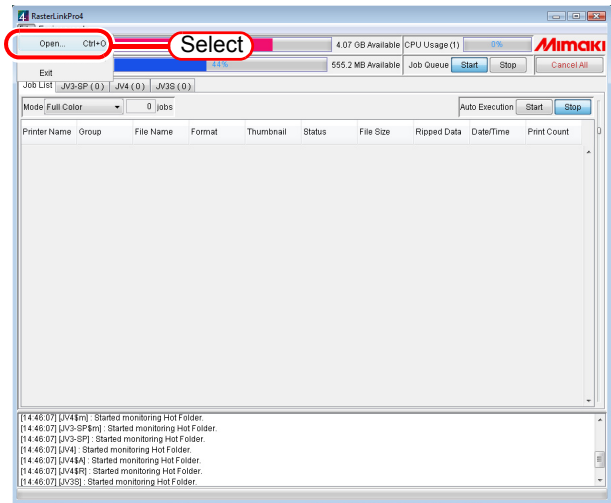 RasterLinkPro4
Open... Ctrl+O
Select
4.07 GB Available CPU Usage (1) 0% Mimaki
Exit
44% 555.2 MB Available Job Queue Start Stop Cancel All
Job List JV3-SP ( 0 ) JV4 ( 0 ) JV3S ( 0 )
Mode Full Color 0 jobs Auto Execution Start Stop
Printer Name Group File Name Format Thumbnail Status File Size Ripped Data Date/Time Print Count
[14:46:07] [JV4$m] : Started monitoring Hot Folder.
[14:46:07] [JV3-SP$m] : Started monitoring Hot Folder.
[14:46:07] [JV3-SP] : Started monitoring Hot Folder.
[14:46:07] [JV4] : Started monitoring Hot Folder.
[14:46:07] [JV4$A] : Started monitoring Hot Folder.
[14:46:07] [JV4$R] : Started monitoring Hot Folder.
[14:46:07] [JV3S] : Started monitoring Hot Folder.